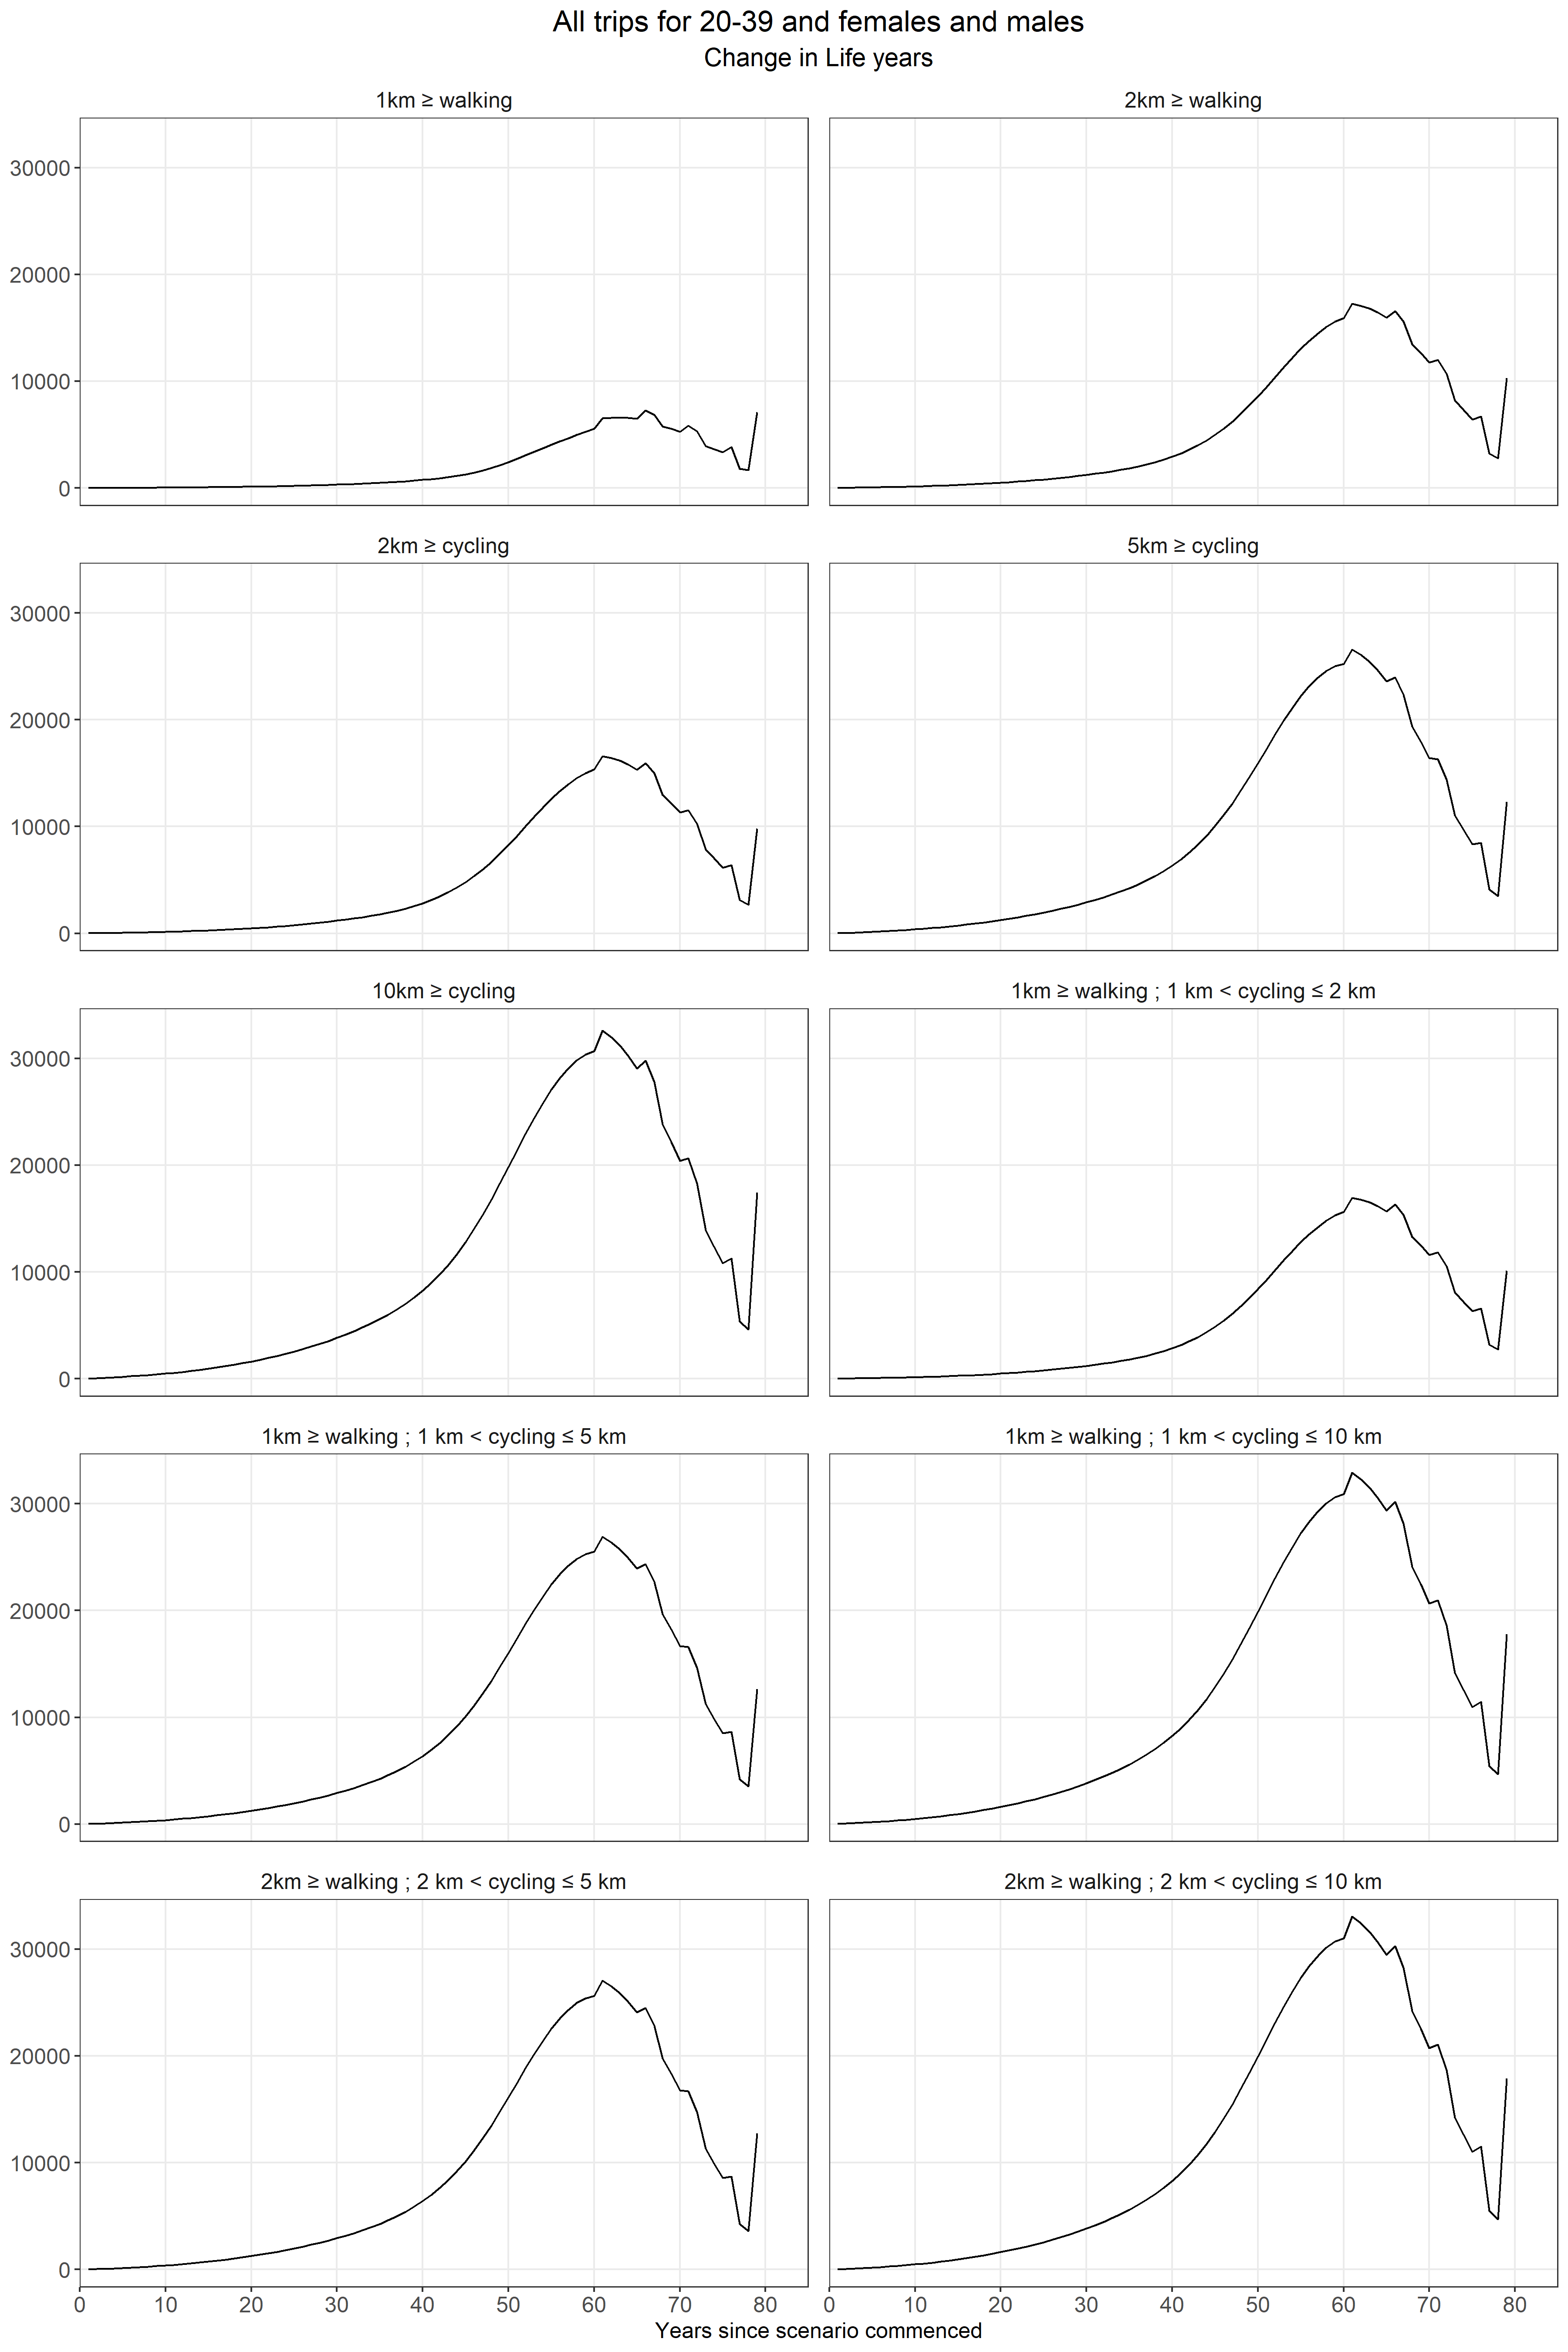 All trips for 20-39 and females and males
Change in Life years
1km ≥ walking
2km ≥ walking
30000
20000
10000
0
2km ≥ cycling
5km ≥ cycling
30000
20000
10000
0
10km ≥ cycling
1km ≥ walking ; 1 km < cycling ≤ 2 km
30000
20000
10000
0
1km ≥ walking ; 1 km < cycling ≤ 5 km
1km ≥ walking ; 1 km < cycling ≤ 10 km
30000
20000
10000
0
2km ≥ walking ; 2 km < cycling ≤ 5 km
2km ≥ walking ; 2 km < cycling ≤ 10 km
30000
20000
10000
0
0 10 20 30 40 50 60 70 80
0 10 20 30 40 50 60 70 80
Years since scenario commenced